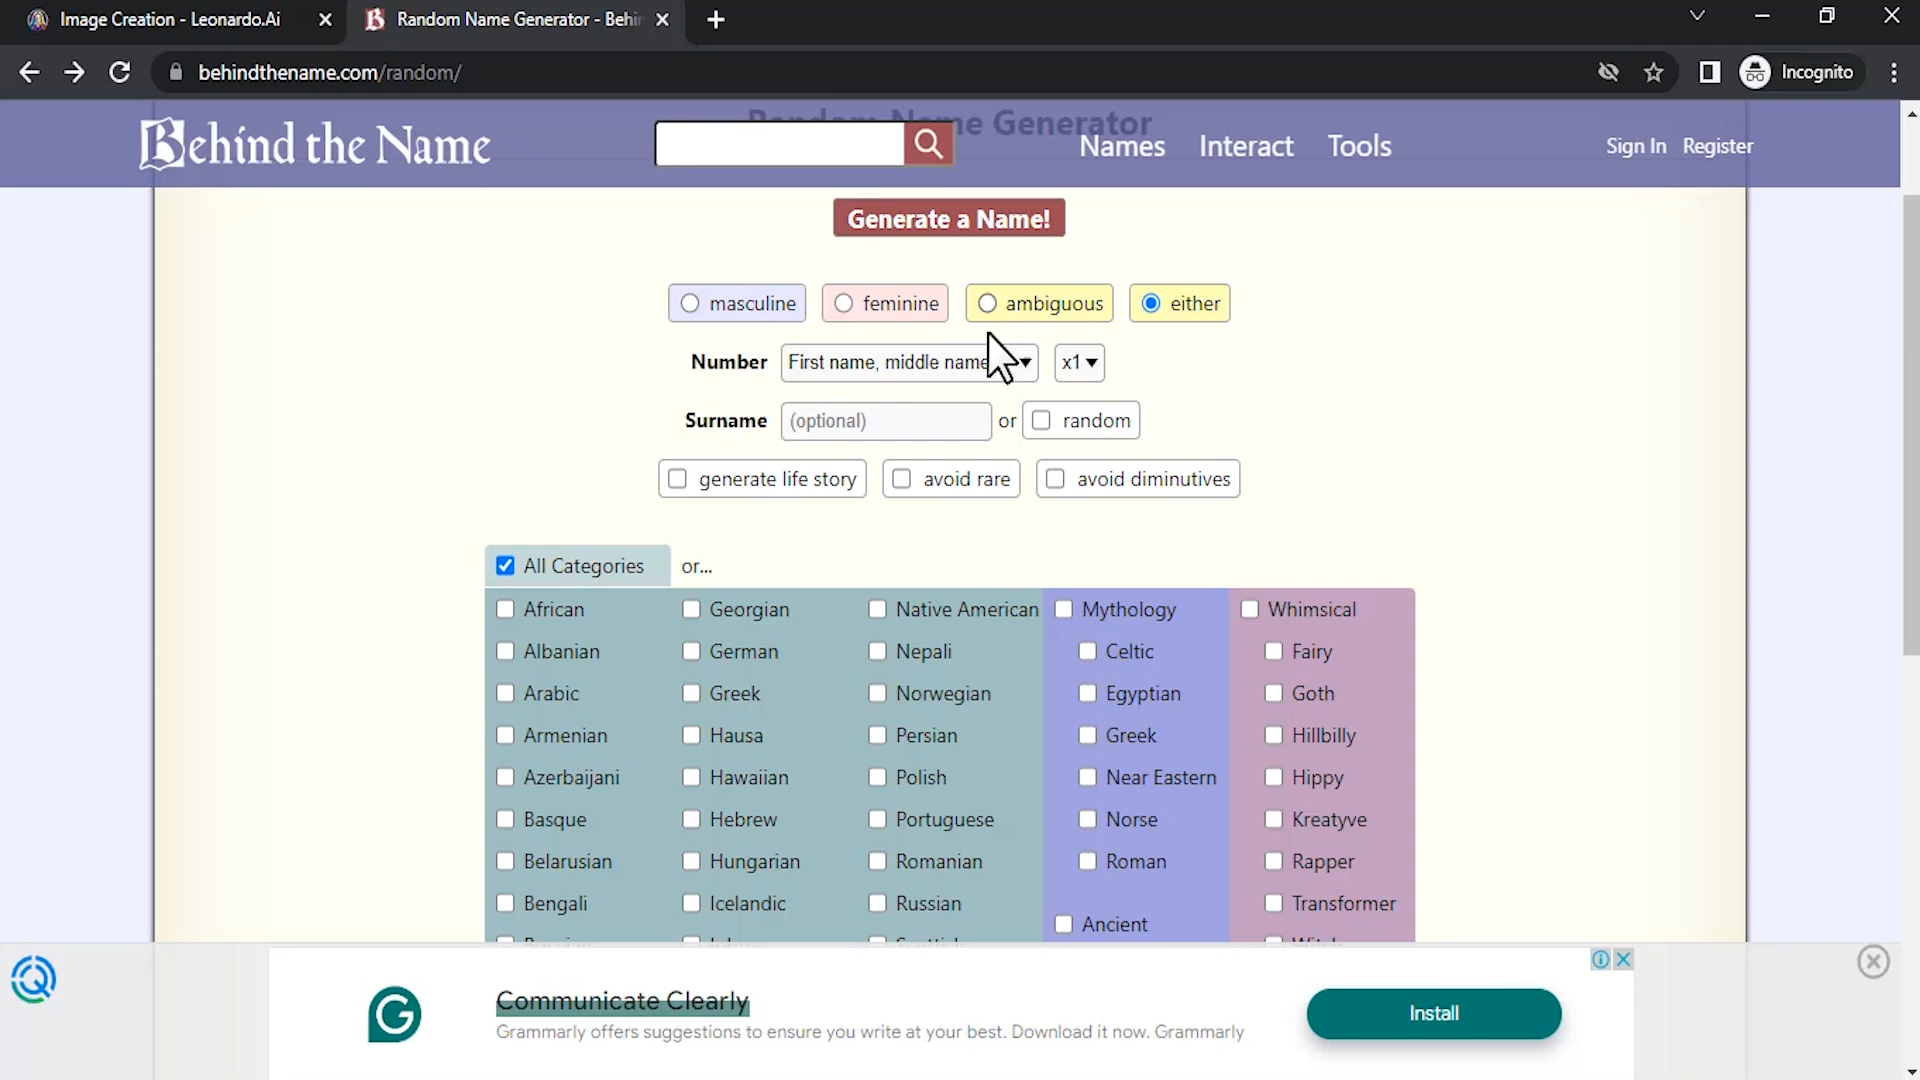 Image Creation - Leonardo.Ai
Random Name Generator - Behi
behindthename.com/random/
Incognito
Random Name Generator
Behind the Name
Names Interact Tools
Sign In Register
Generate a Name!
masculine feminine ambiguous either
Number First name, middle name x1
Surname (optional) or random
generate life story avoid rare avoid diminutives
All Categories or...
African Georgian Native American Mythology Whimsical
Albanian German Nepali Celtic Fairy
Arabic Greek Norwegian Egyptian Goth
Armenian Hausa Persian Greek Hillbilly
Azerbaijani Hawaiian Polish Near Eastern Hippy
Basque Hebrew Portuguese Norse Kreatyve
Belarusian Hungarian Romanian Roman Rapper
Bengali Icelandic Russian Transformer
Ancient
Communicate Clearly
Grammarly offers suggestions to ensure you write at your best. Download it now. Grammarly
Install